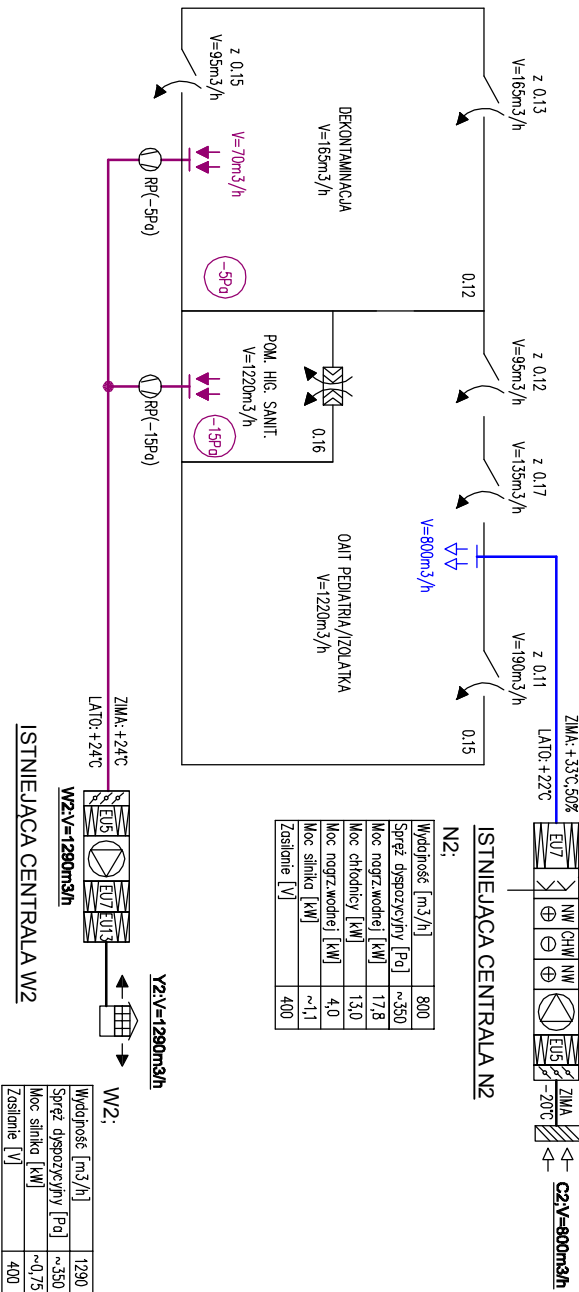 z 0.13
V=165m3/h
z 0.15
V=95m3/h
DEKONTAMINACJA
V=165m3/h
V=70m3/h
RP(-5Pa)
-5Pa
0.12
z 0.12
V=95m3/h
z 0.17
V=135m3/h
POM. HIG. SANIT.
V=1220m3/h
0.16
-15Pa
RP(-15Pa)
V=800m3/h
OAIT PEDIATRIA/IZOLATKA
V=1220m3/h
z 0.11
V=190m3/h
0.15
ZIMA:+33°C,50%
LATO:+22°C
EU7
NW
CHW
NW
EU5
ZIMA
-20°C
C2;V=800m3/h
ISTNIEJĄCA CENTRALA N2
N2;
Wydajność [m3/h] 800
Spręż dyspozycyjny [Pa] ~350
Moc nagrz.wodnej [kW] 17,8
Moc chłodnicy [kW] 13,0
Moc nagrz.wodnej [kW] 4,0
Moc silnika [kW] ~1,1
Zasilanie [V] 400
ZIMA:+24°C
LATO:+24°C
EU5
EU7
EU13
W2:V=1290m3/h
Y2:V=1290m3/h
ISTNIEJĄCA CENTRALA W2
W2;
Wydajność [m3/h] 1290
Spręż dyspozycyjny [Pa] ~350
Moc silnika [kW] ~0,75
Zasilanie [V] 400